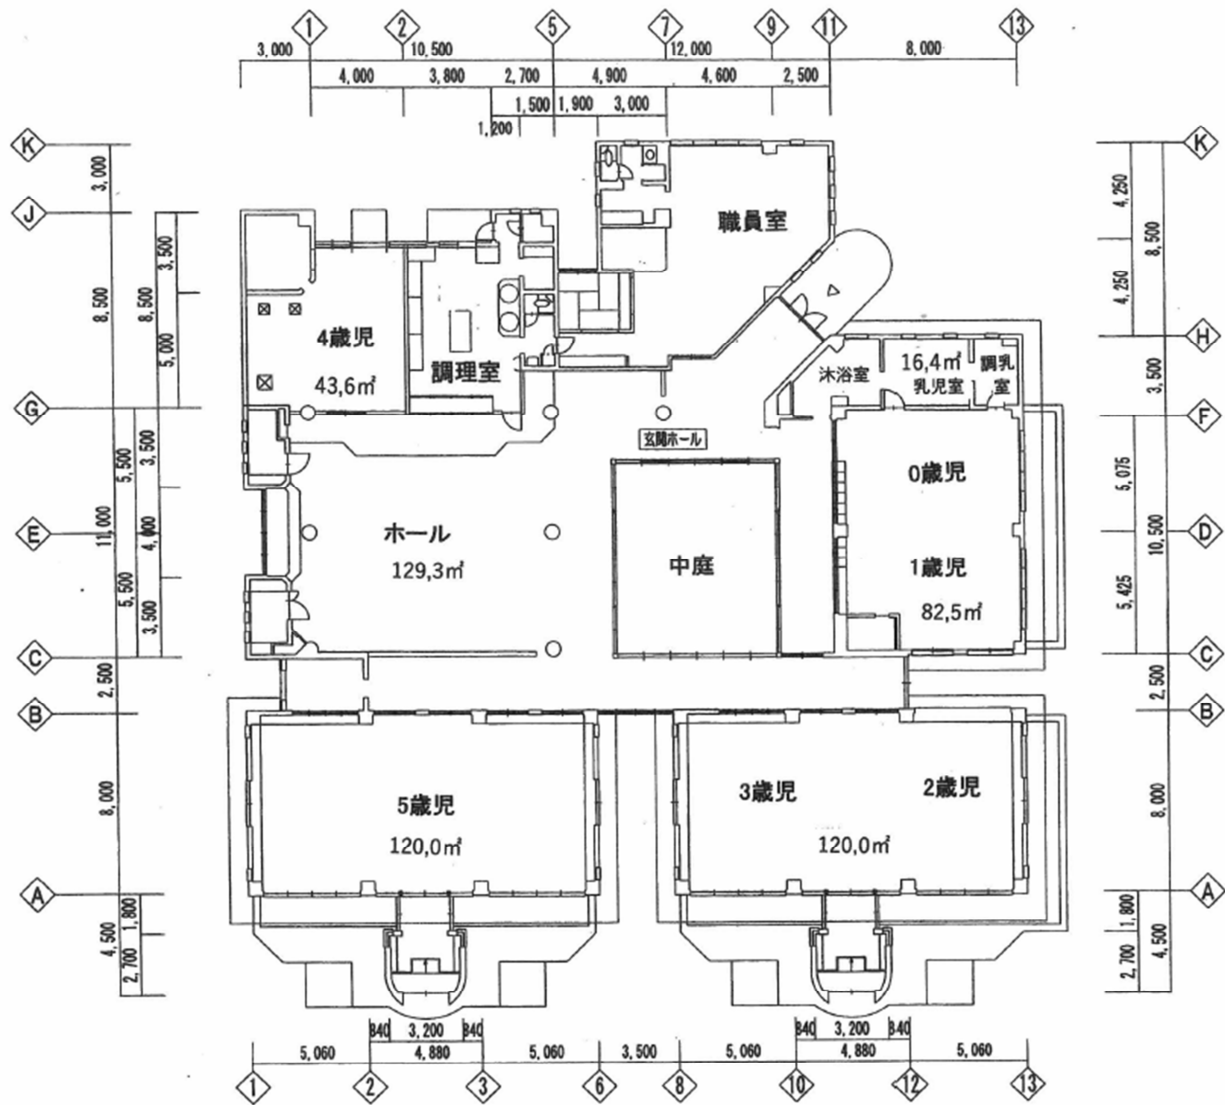 1 2 5 7 9 11 13
3,000 10,500 12,000 8,000
4,000 3,800 2,700 4,900 4,600 2,500
1,500 1,900 3,000
1,200
K
J
G
E
C
B
A
3,000
8,500
11,000
2,500
8,000
4,500
3,500
8,500
5,000
5,500
5,500
3,500
4,000
3,500
1,800
2,700
職員室
4歳児
43,6㎡
調理室
沐浴室
16,4㎡
乳児室
調乳
室
玄関ホール
0歳児
ホール
129,3㎡
中庭
1歳児
82,5㎡
5歳児
120,0㎡
3歳児
2歳児
120,0㎡
K
H
F
D
C
B
A
4,250
8,500
4,250
3,500
5,075
10,500
5,425
2,500
8,000
1,800
2,700
4,500
840 3,200 840 840 3,200 840
5,060 4,880 5,060 3,500 5,060 4,880 5,060
1 2 3 6 8 10 12 13